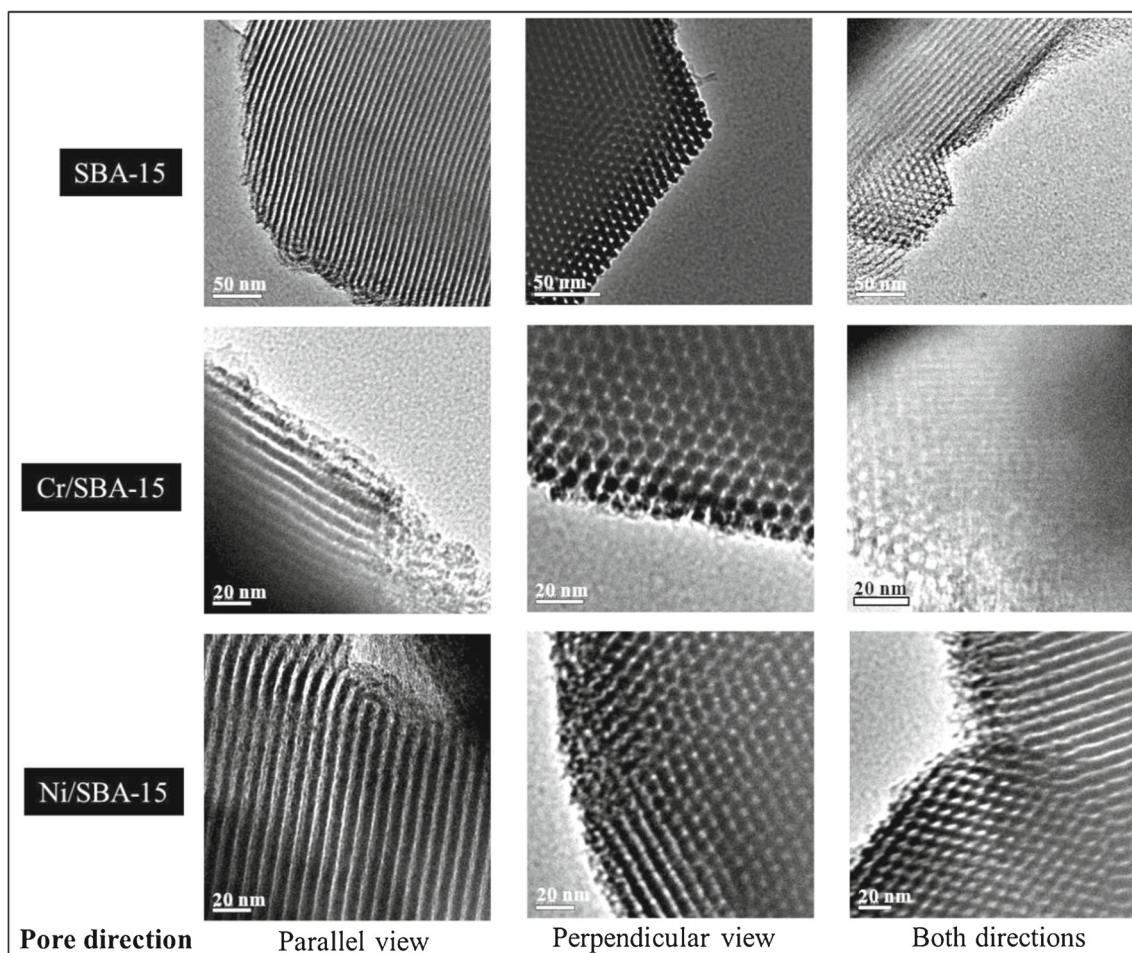 SBA-15
50 nm
50 nm
50 nm
Cr/SBA-15
20 nm
20 nm
20 nm
Ni/SBA-15
20 nm
20 nm
20 nm
Pore direction Parallel view Perpendicular view Both directions